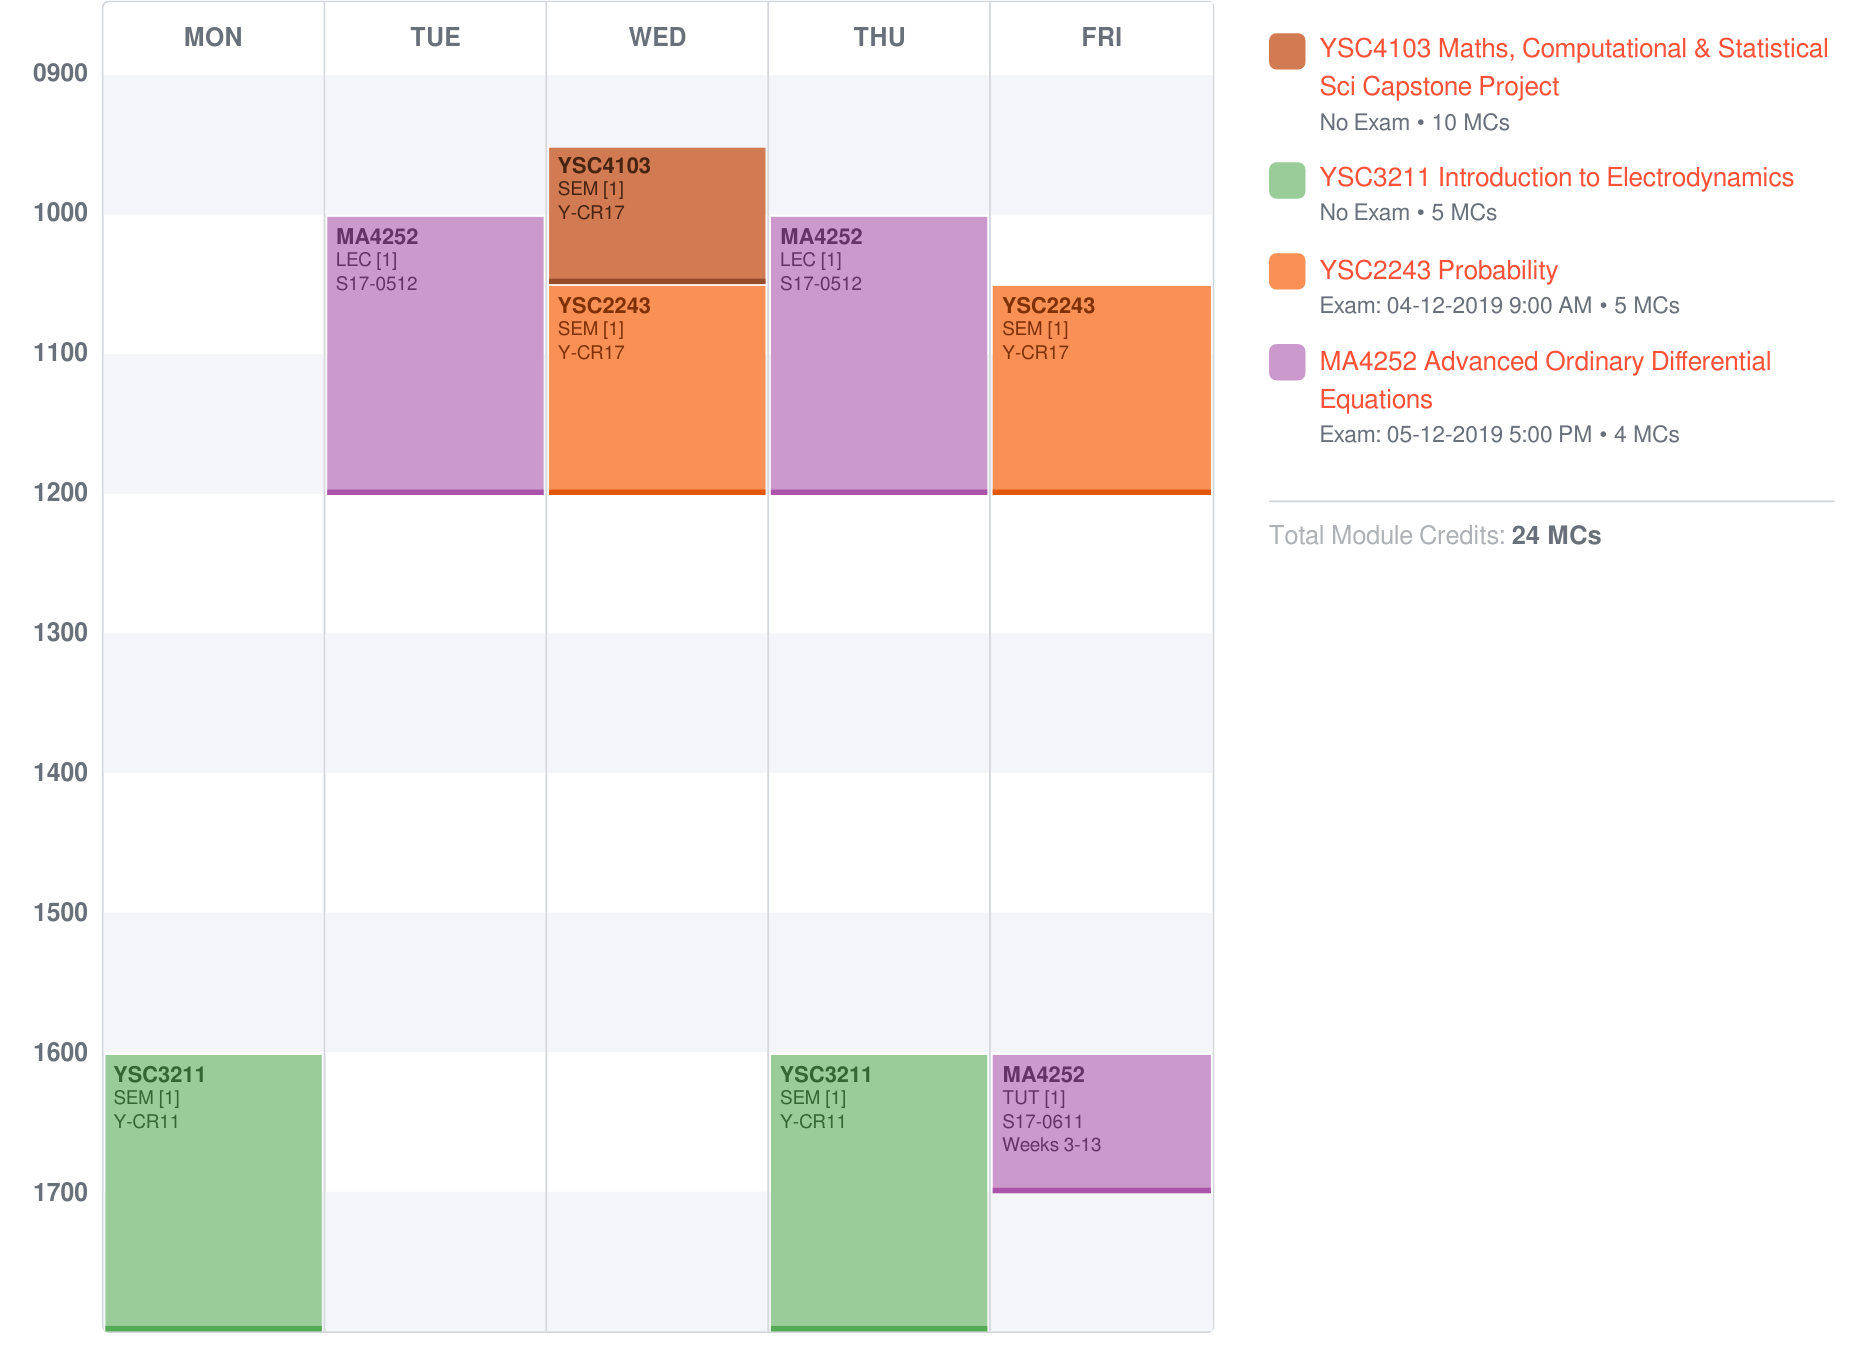 MON TUE WED THU FRI
0900
1000
1100
1200
1300
1400
1500
1600
1700
YSC3211
SEM [1]
Y-CR11
MA4252
LEC [1]
S17-0512
YSC4103
SEM [1]
Y-CR17
YSC2243
SEM [1]
Y-CR17
MA4252
LEC [1]
S17-0512
YSC3211
SEM [1]
Y-CR11
YSC2243
SEM [1]
Y-CR17
MA4252
TUT [1]
S17-0611
Weeks 3-13
YSC4103 Maths, Computational & Statistical
Sci Capstone Project
No Exam • 10 MCs
YSC3211 Introduction to Electrodynamics
No Exam • 5 MCs
YSC2243 Probability
Exam: 04-12-2019 9:00 AM • 5 MCs
MA4252 Advanced Ordinary Differential
Equations
Exam: 05-12-2019 5:00 PM • 4 MCs
Total Module Credits: 24 MCs